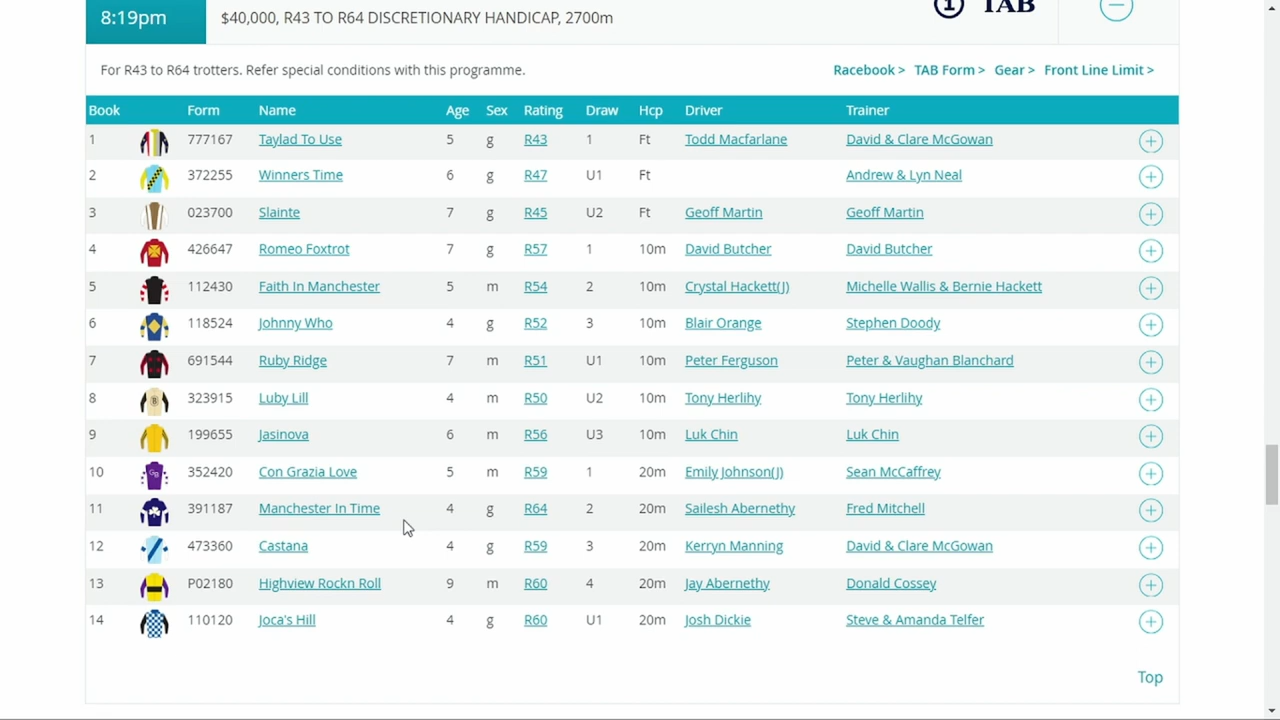 8:19pm $40,000, R43 TO R64 DISCRETIONARY HANDICAP, 2700m 1 TAB
For R43 to R64 trotters. Refer special conditions with this programme. Racebook > TAB Form > Gear > Front Line Limit >
Book Form Name Age Sex Rating Draw Hcp Driver Trainer
1 777167 Taylad To Use 5 g R43 1 Ft Todd Macfarlane David & Clare McGowan
2 372255 Winners Time 6 g R47 U1 Ft Andrew & Lyn Neal
3 023700 Slainte 7 g R45 U2 Ft Geoff Martin Geoff Martin
4 426647 Romeo Foxtrot 7 g R57 1 10m David Butcher David Butcher
5 112430 Faith In Manchester 5 m R54 2 10m Crystal Hackett(J) Michelle Wallis & Bernie Hackett
6 118524 Johnny Who 4 g R52 3 10m Blair Orange Stephen Doody
7 691544 Ruby Ridge 7 m R51 U1 10m Peter Ferguson Peter & Vaughan Blanchard
8 323915 Luby Lill 4 m R50 U2 10m Tony Herlihy Tony Herlihy
9 199655 Jasinova 6 m R56 U3 10m Luk Chin Luk Chin
10 352420 Con Grazia Love 5 m R59 1 20m Emily Johnson(J) Sean McCaffrey
11 391187 Manchester In Time 4 g R64 2 20m Sailesh Abernethy Fred Mitchell
12 473360 Castana 4 g R59 3 20m Kerryn Manning David & Clare McGowan
13 P02180 Highview Rockn Roll 9 m R60 4 20m Jay Abernethy Donald Cossey
14 110120 Joca's Hill 4 g R60 U1 20m Josh Dickie Steve & Amanda Telfer
Top